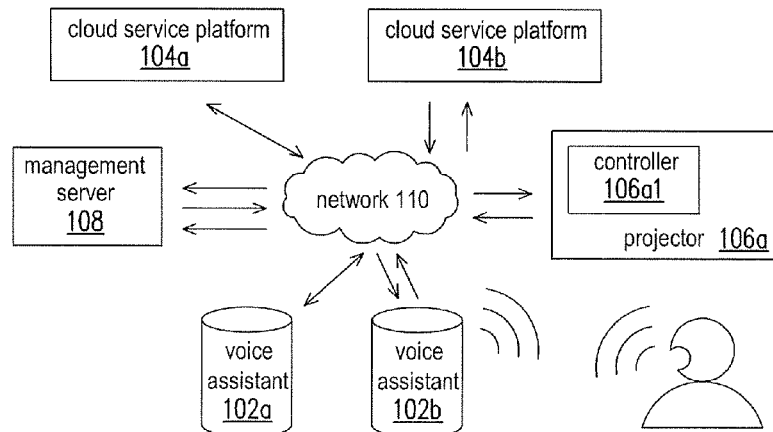 cloud service platform
104a
cloud service platform
104b
management
server
108
network 110
controller
106a1
projector 106a
voice
assistant
102a
voice
assistant
102b